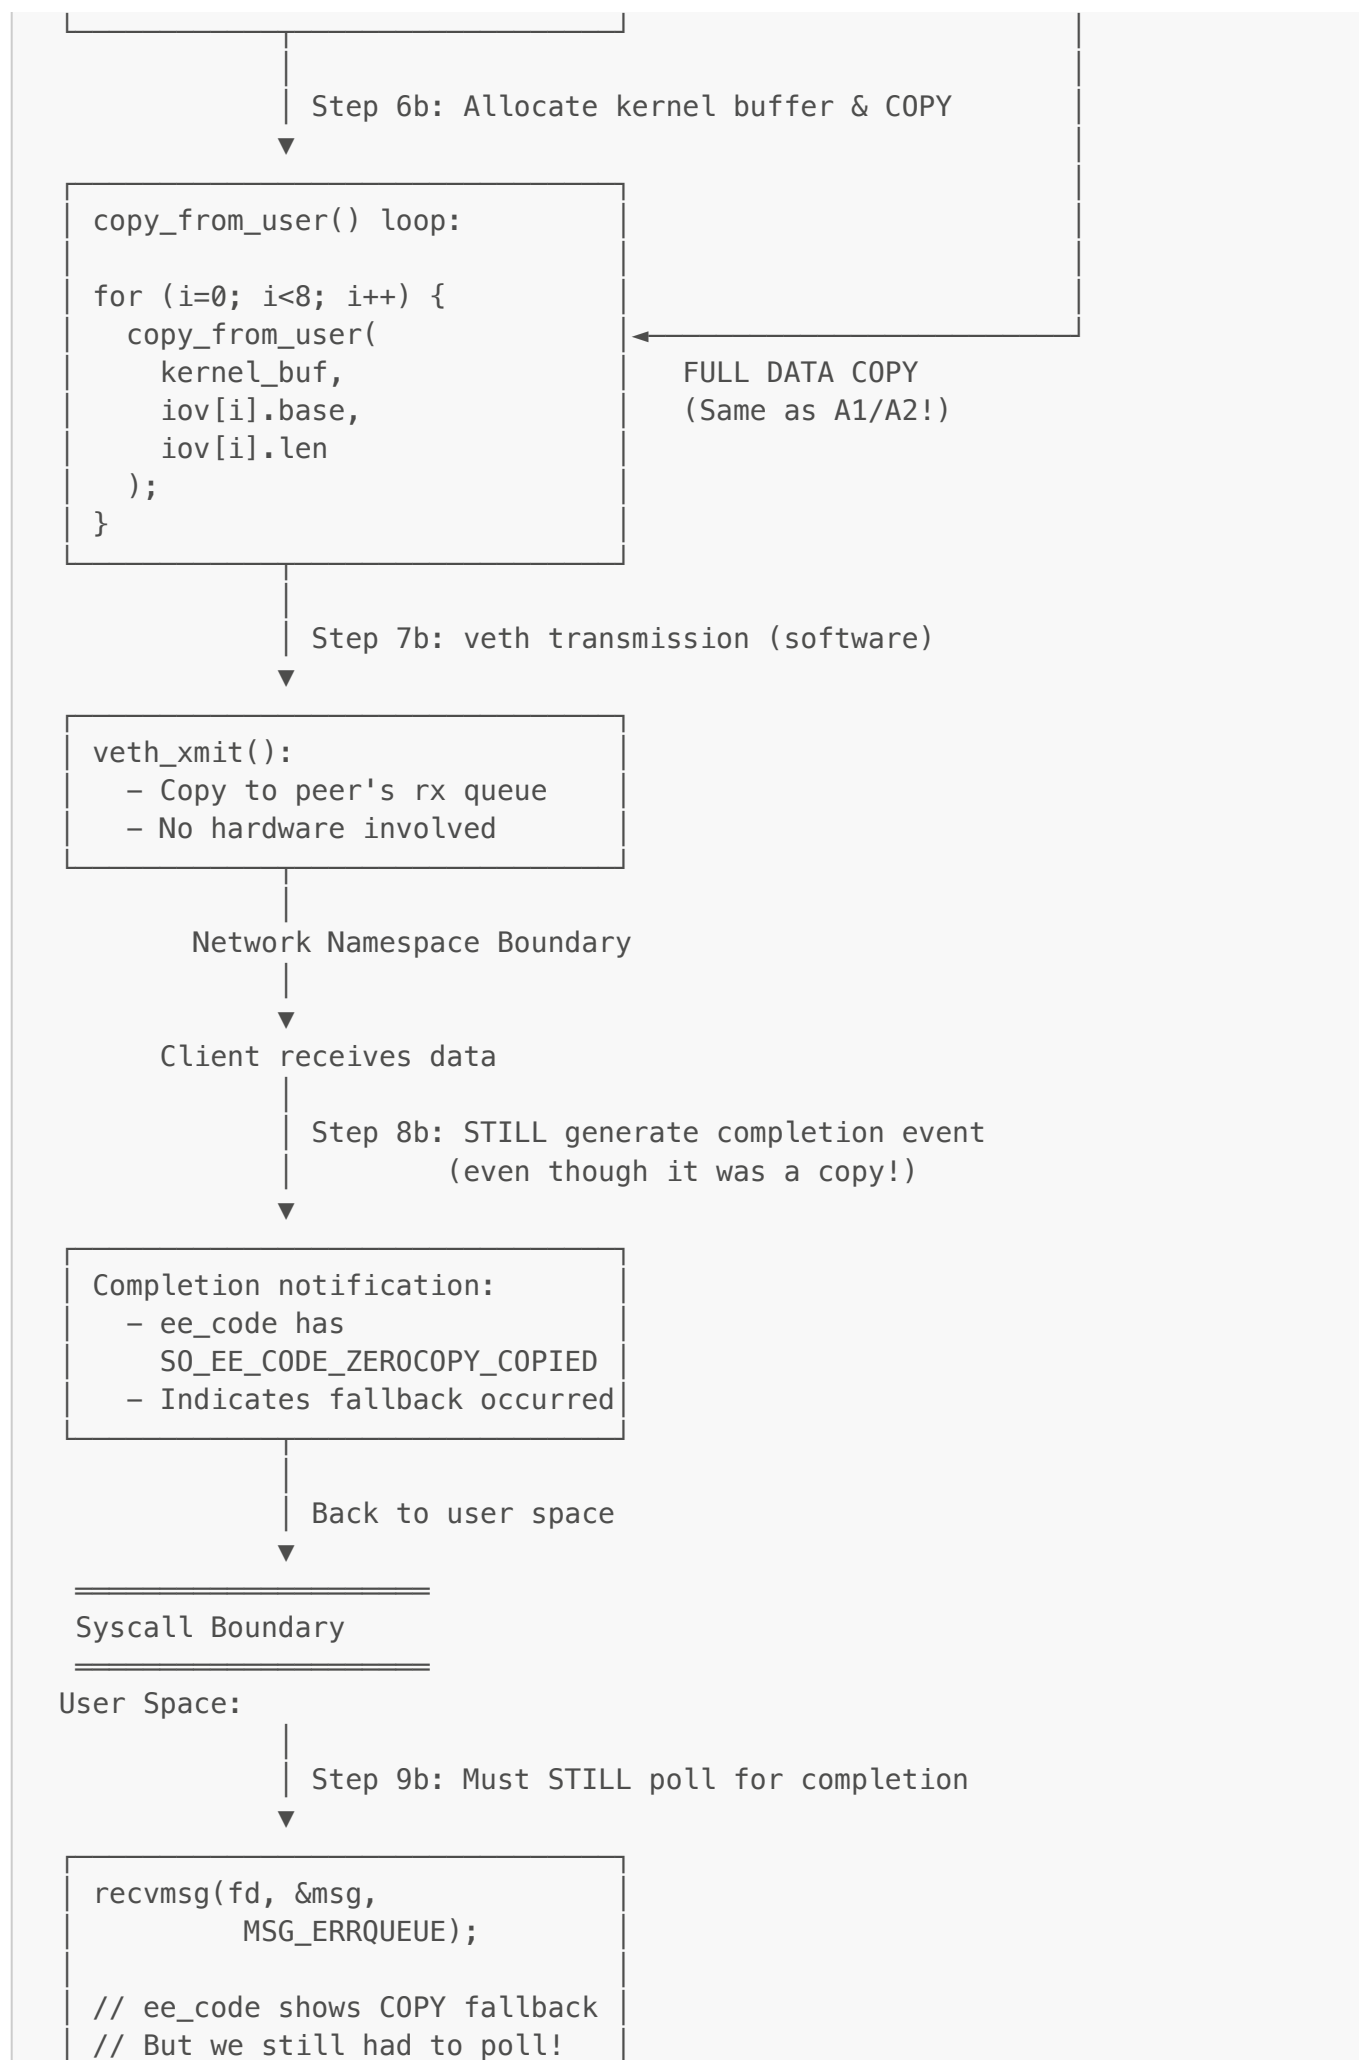 Step 6b: Allocate kernel buffer & COPY
copy_from_user() loop:
for (i=0; i<8; i++) {
copy_from_user(
kernel_buf,
FULL DATA COPY
iov[i].base,
(Same as A1/A2!)
iov[i].len
);
}
Step 7b: veth transmission (software)
veth_xmit():
– Copy to peer's rx queue
– No hardware involved
Network Namespace Boundary
Client receives data
Step 8b: STILL generate completion event
(even though it was a copy!)
Completion notification:
– ee_code has
SO_EE_CODE_ZEROCOPY_COPIED
– Indicates fallback occurred
Back to user space
Syscall Boundary
User Space:
Step 9b: Must STILL poll for completion
recvmsg(fd, &msg,
MSG_ERRQUEUE);
// ee_code shows COPY fallback
// But we still had to poll!